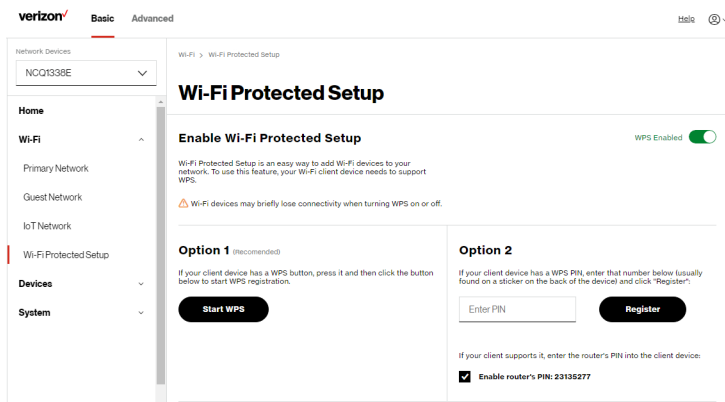 verizon✓
Basic
Advanced
Help
Network Devices
NCQ1338E
Home
Wi-Fi
Primary Network
Guest Network
IoT Network
Wi-Fi Protected Setup
Devices
System
Wi-Fi > Wi-Fi Protected Setup
Wi-Fi Protected Setup
Enable Wi-Fi Protected Setup
WPS Enabled
Wi-Fi Protected Setup is an easy way to add Wi-Fi devices to your
network. To use this feature, your Wi-Fi client device needs to support
WPS.
Wi-Fi devices may briefly lose connectivity when turning WPS on or off.
Option 1 (Recomended)
If your client device has a WPS button, press it and then click the button
below to start WPS registration.
Start WPS
Option 2
If your client device has a WPS PIN, enter that number below (usually
found on a sticker on the back of the device) and click "Register":
Enter PIN
Register
If your client supports it, enter the router's PIN into the client device:
Enable router's PIN: 23135277